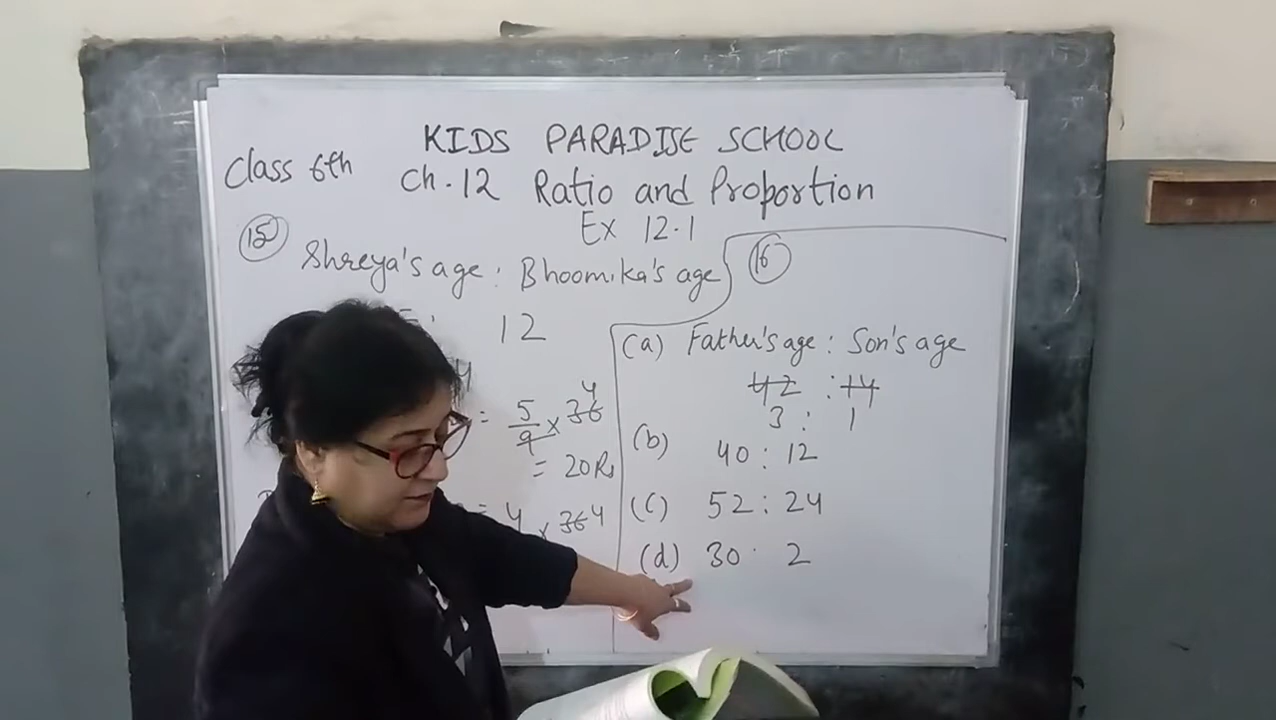 KIDS PARADISE SCHOOL
Class 6th Ch. 12 Ratio and Proportion
Ex 12.1
15 Shreya's age : Bhoomika's age
12
= 5/9 × 36 4
= 20 Rs
= 4 × 36 4
16
(a) Father's age : Son's age
42 : 14
3 : 1
(b) 40 : 12
(c) 52 : 24
(d) 30 : 2